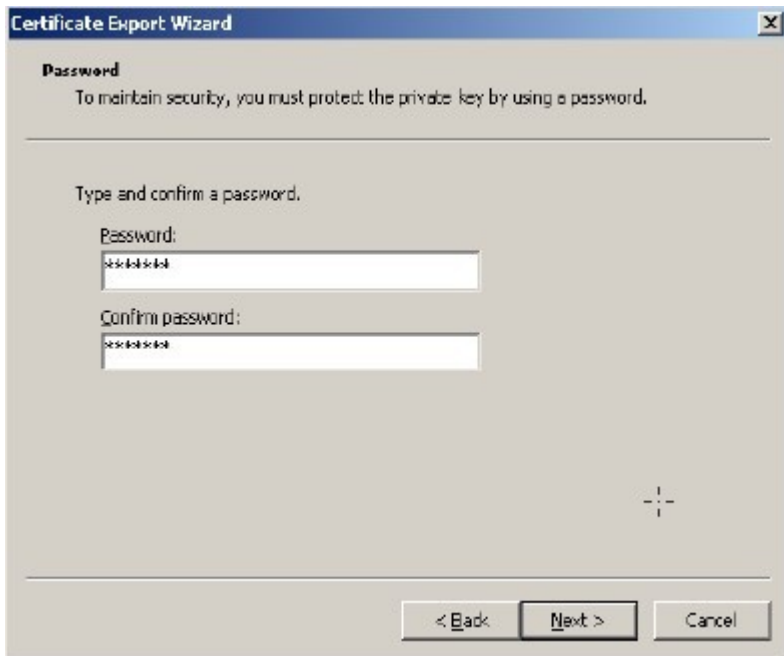 Certificate Export Wizard
Password
To maintain security, you must protect the private key by using a password.
Type and confirm a password.
Password:
*******
Confirm password:
*******
< Back Next > Cancel